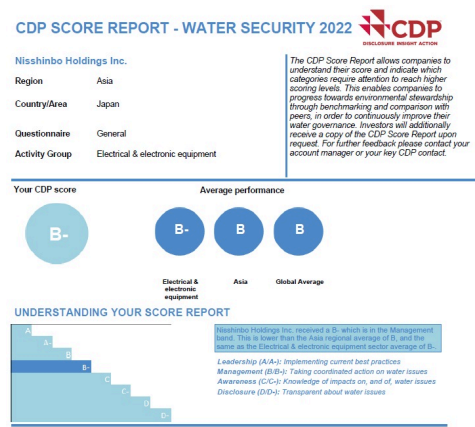 CDP SCORE REPORT - WATER SECURITY 2022
CDP
DISCLOSURE INSIGHT ACTION
Nisshinbo Holdings Inc.
Region Asia
Country/Area Japan
Questionnaire General
Activity Group Electrical & electronic equipment
The CDP Score Report allows companies to
understand their score and indicate which
categories require attention to reach higher
scoring levels. This enables companies to
progress towards environmental stewardship
through benchmarking and comparison with
peers, in order to continuously improve their
water governance. Investors will additionally
receive a copy of the CDP Score Report upon
request. For further feedback please contact your
account manager or your key CDP contact.
Your CDP score
Average performance
B-
B-
B
B
Electrical &
electronic
equipment
Asia
Global Average
UNDERSTANDING YOUR SCORE REPORT
A
A-
B
B-
C
C-
D
D-
Nisshinbo Holdings Inc. received a B- which is in the Management
band. This is lower than the Asia regional average of B, and the
same as the Electrical & electronic equipment sector average of B-.
Leadership (A/A-): Implementing current best practices
Management (B/B-): Taking coordinated action on water issues
Awareness (C/C-): Knowledge of impacts on, and of, water issues
Disclosure (D/D-): Transparent about water issues